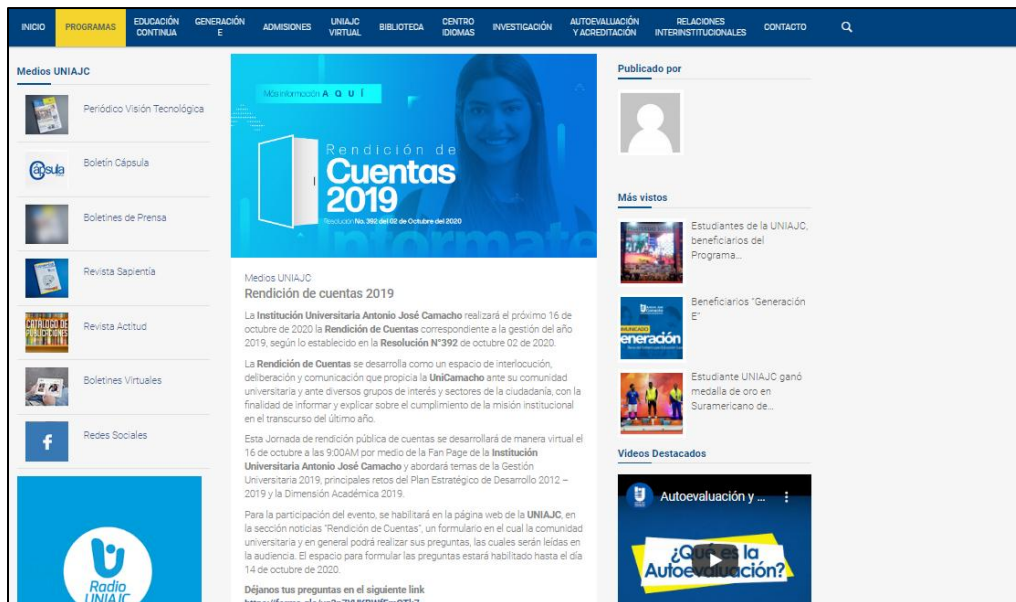 INICIO
PROGRAMAS
EDUCACIÓN
CONTINUA
GENERACIÓN
E
ADMISIONES
UNIAJC
VIRTUAL
BIBLIOTECA
CENTRO
IDIOMAS
INVESTIGACIÓN
AUTOEVALUACIÓN
Y ACREDITACIÓN
RELACIONES
INTERINSTITUCIONALES
CONTACTO
Medios UNIAJC
Periódico Visión Tecnológica
Cápsula
Boletín Cápsula
Boletines de Prensa
Revista Sapientía
CATÁLOGO DE
PUBLICACIONES
Revista Actitud
Boletines Virtuales
f
Redes Sociales
Radio
UNIAJC
Más información A Q U Í
Rendición de
Cuentas
2019
Resolución No. 392 del 02 de Octubre del 2020
Informate
Medios UNIAJC
Rendición de cuentas 2019
La Institución Universitaria Antonio José Camacho realizará el próximo 16 de
octubre de 2020 la Rendición de Cuentas correspondiente a la gestión del año
2019, según lo establecido en la Resolución N°392 de octubre 02 de 2020.
La Rendición de Cuentas se desarrolla como un espacio de interlocución,
deliberación y comunicación que propicia la UniCamacho ante su comunidad
universitaria y ante diversos grupos de interés y sectores de la ciudadanía, con la
finalidad de informar y explicar sobre el cumplimiento de la misión institucional
en el transcurso del último año.
Esta Jornada de rendición pública de cuentas se desarrollará de manera virtual el
16 de octubre a las 9:00AM por medio de la Fan Page de la Institución
Universitaria Antonio José Camacho y abordará temas de la Gestión
Universitaria 2019, principales retos del Plan Estratégico de Desarrollo 2012 –
2019 y la Dimensión Académica 2019.
Para la participación del evento, se habilitará en la página web de la UNIAJC, en
la sección noticias "Rendición de Cuentas", un formulario en el cual la comunidad
universitaria y en general podrá realizar sus preguntas, las cuales serán leídas en
la audiencia. El espacio para formular las preguntas estará habilitado hasta el día
14 de octubre de 2020.
Déjanos tus preguntas en el siguiente link
Publicado por
Más vistos
Estudiantes de la UNIAJC,
beneficiarios del
Programa...
COMUNICADO
eneración
Beneficiarios "Generación
E"
Estudiante UNIAJC ganó
medalla de oro en
Suramericano de...
Videos Destacados
Autoevaluación y ...
¿Qué es la
Autoevaluación?